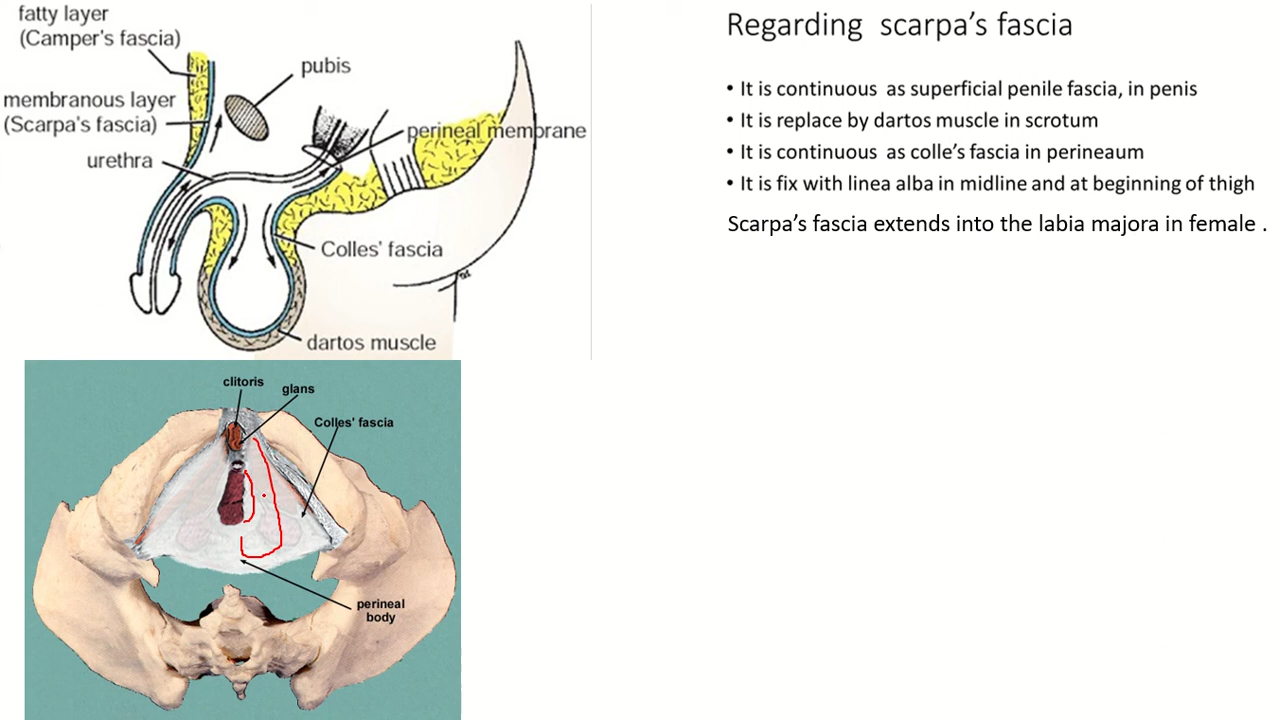 fatty layer
(Camper's fascia)
pubis
membranous layer
(Scarpa's fascia)
perineal membrane
urethra
Colles' fascia
dartos muscle
Regarding scarpa's fascia
• It is continuous as superficial penile fascia, in penis
• It is replace by dartos muscle in scrotum
• It is continuous as colle's fascia in perineaum
• It is fix with linea alba in midline and at beginning of thigh
Scarpa's fascia extends into the labia majora in female .
clitoris
glans
Colles' fascia
perineal
body